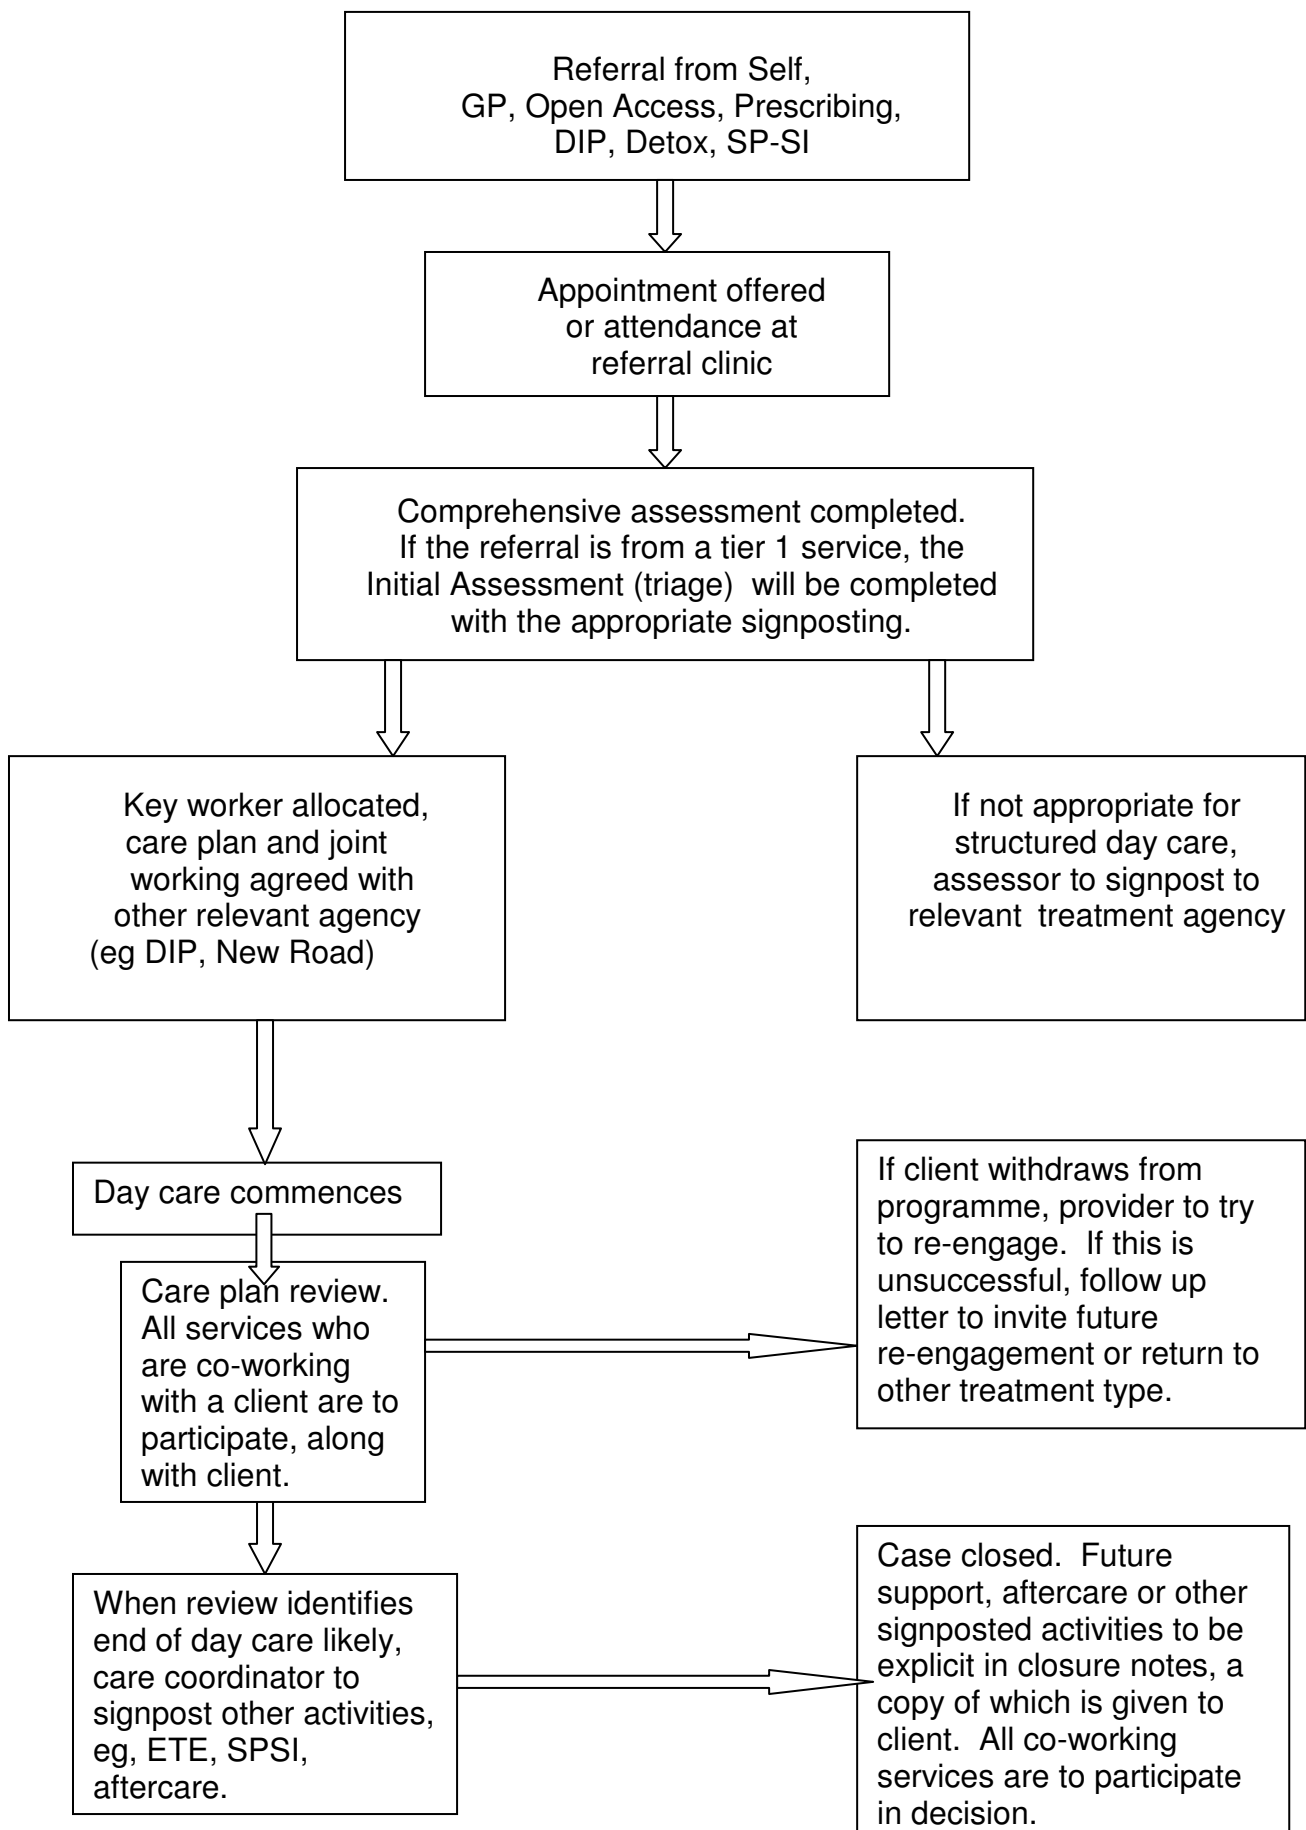 Referral from Self,
GP, Open Access, Prescribing,
DIP, Detox, SP-SI
Appointment offered
or attendance at
referral clinic
Comprehensive assessment completed.
If the referral is from a tier 1 service, the
Initial Assessment (triage)  will be completed
with the appropriate signposting.
Key worker allocated,
care plan and joint
working agreed with
other relevant agency
(eg DIP, New Road)
If not appropriate for
structured day care,
assessor to signpost to
relevant  treatment agency
Day care commences
Care plan review.
All services who
are co-working
with a client are to
participate, along
with client.
If client withdraws from
programme, provider to try
to re-engage.  If this is
unsuccessful, follow up
letter to invite future
re-engagement or return to
other treatment type.
When review identifies
end of day care likely,
care coordinator to
signpost other activities,
eg, ETE, SPSI,
aftercare.
Case closed.  Future
support, aftercare or other
signposted activities to be
explicit in closure notes, a
copy of which is given to
client.  All co-working
services are to participate
in decision.